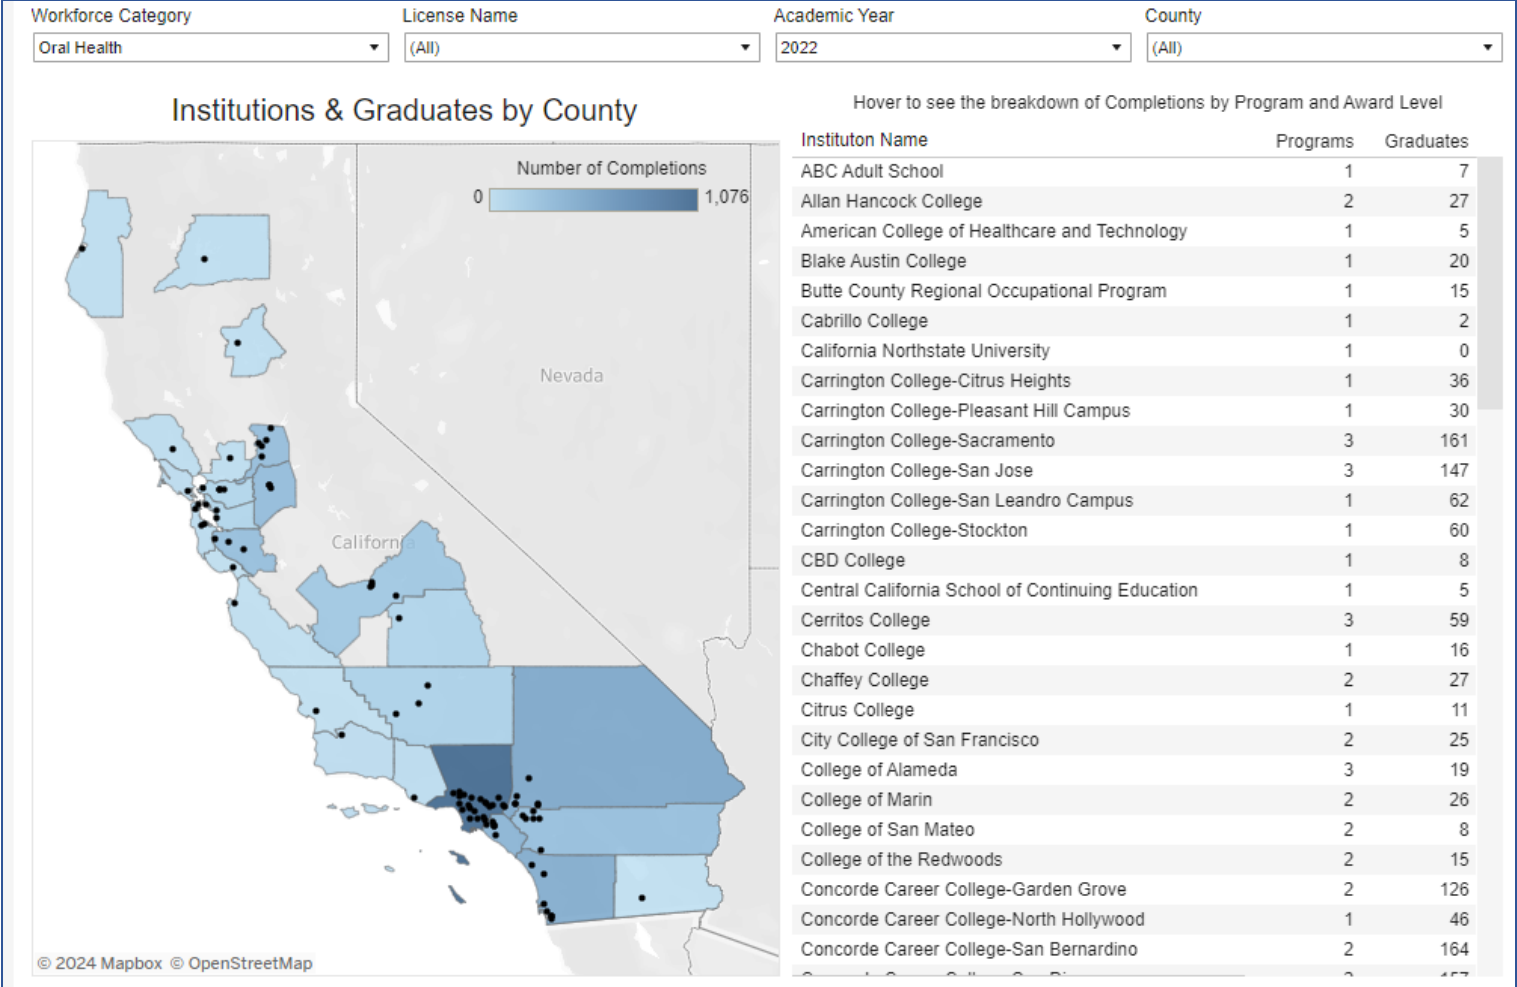 Workforce Category License Name Academic Year County
Oral Health (All) 2022 (All)
Institutions & Graduates by County
Number of Completions
0 1,076
Nevada
California
© 2024 Mapbox © OpenStreetMap
Hover to see the breakdown of Completions by Program and Award Level
Instituton Name Programs Graduates
ABC Adult School 1 7
Allan Hancock College 2 27
American College of Healthcare and Technology 1 5
Blake Austin College 1 20
Butte County Regional Occupational Program 1 15
Cabrillo College 1 2
California Northstate University 1 0
Carrington College-Citrus Heights 1 36
Carrington College-Pleasant Hill Campus 1 30
Carrington College-Sacramento 3 161
Carrington College-San Jose 3 147
Carrington College-San Leandro Campus 1 62
Carrington College-Stockton 1 60
CBD College 1 8
Central California School of Continuing Education 1 5
Cerritos College 3 59
Chabot College 1 16
Chaffey College 2 27
Citrus College 1 11
City College of San Francisco 2 25
College of Alameda 3 19
College of Marin 2 26
College of San Mateo 2 8
College of the Redwoods 2 15
Concorde Career College-Garden Grove 2 126
Concorde Career College-North Hollywood 1 46
Concorde Career College-San Bernardino 2 164